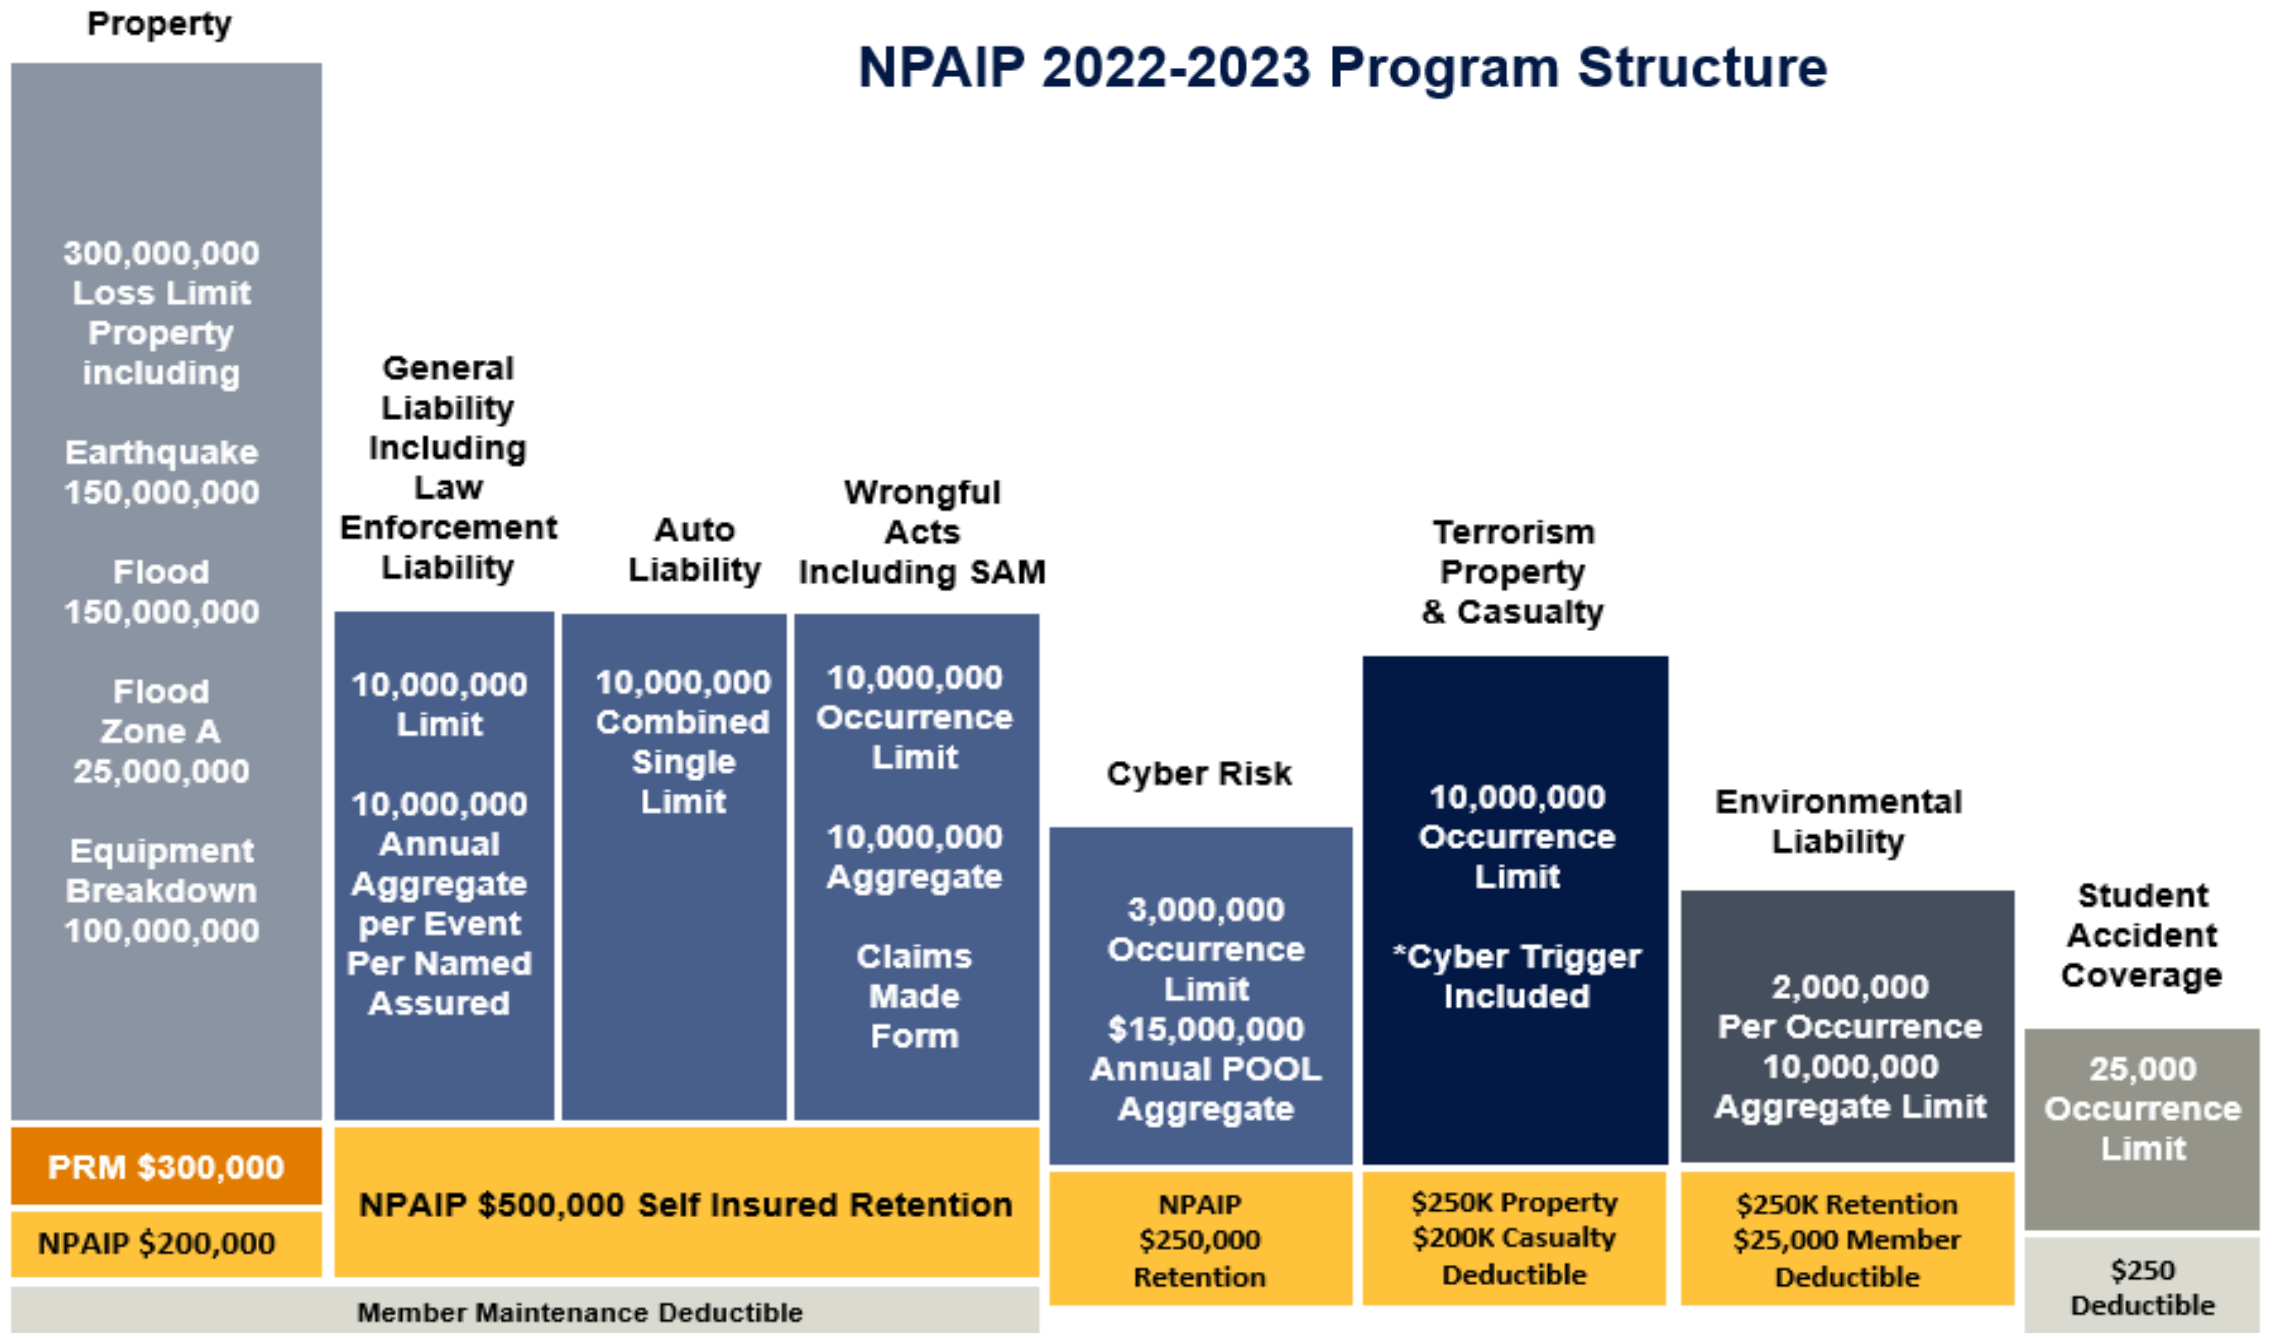 Property
NPAIP 2022-2023 Program Structure
300,000,000
Loss Limit
Property
including
Earthquake
150,000,000
Flood
150,000,000
Flood
Zone A
25,000,000
Equipment
Breakdown
100,000,000
PRM $300,000
NPAIP $200,000
General
Liability
Including
Law
Enforcement
Liability
10,000,000
Limit
10,000,000
Annual
Aggregate
per Event
Per Named
Assured
Auto
Liability
10,000,000
Combined
Single
Limit
Wrongful
Acts
Including SAM
10,000,000
Occurrence
Limit
10,000,000
Aggregate
Claims
Made
Form
NPAIP $500,000 Self Insured Retention
Member Maintenance Deductible
Cyber Risk
3,000,000
Occurrence
Limit
$15,000,000
Annual POOL
Aggregate
NPAIP
$250,000
Retention
Terrorism
Property
& Casualty
10,000,000
Occurrence
Limit
*Cyber Trigger
Included
$250K Property
$200K Casualty
Deductible
Environmental
Liability
2,000,000
Per Occurrence
10,000,000
Aggregate Limit
$250K Retention
$25,000 Member
Deductible
Student
Accident
Coverage
25,000
Occurrence
Limit
$250
Deductible